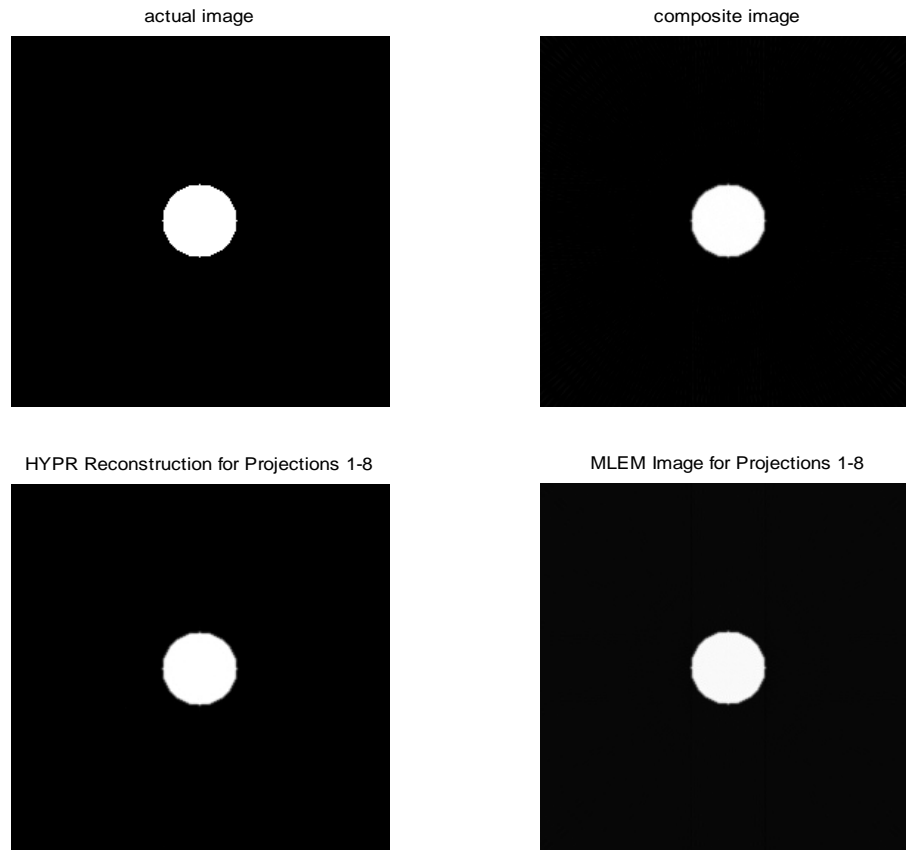 actual image
composite image
HYPR Reconstruction for Projections 1-8
MLEM Image for Projections 1-8